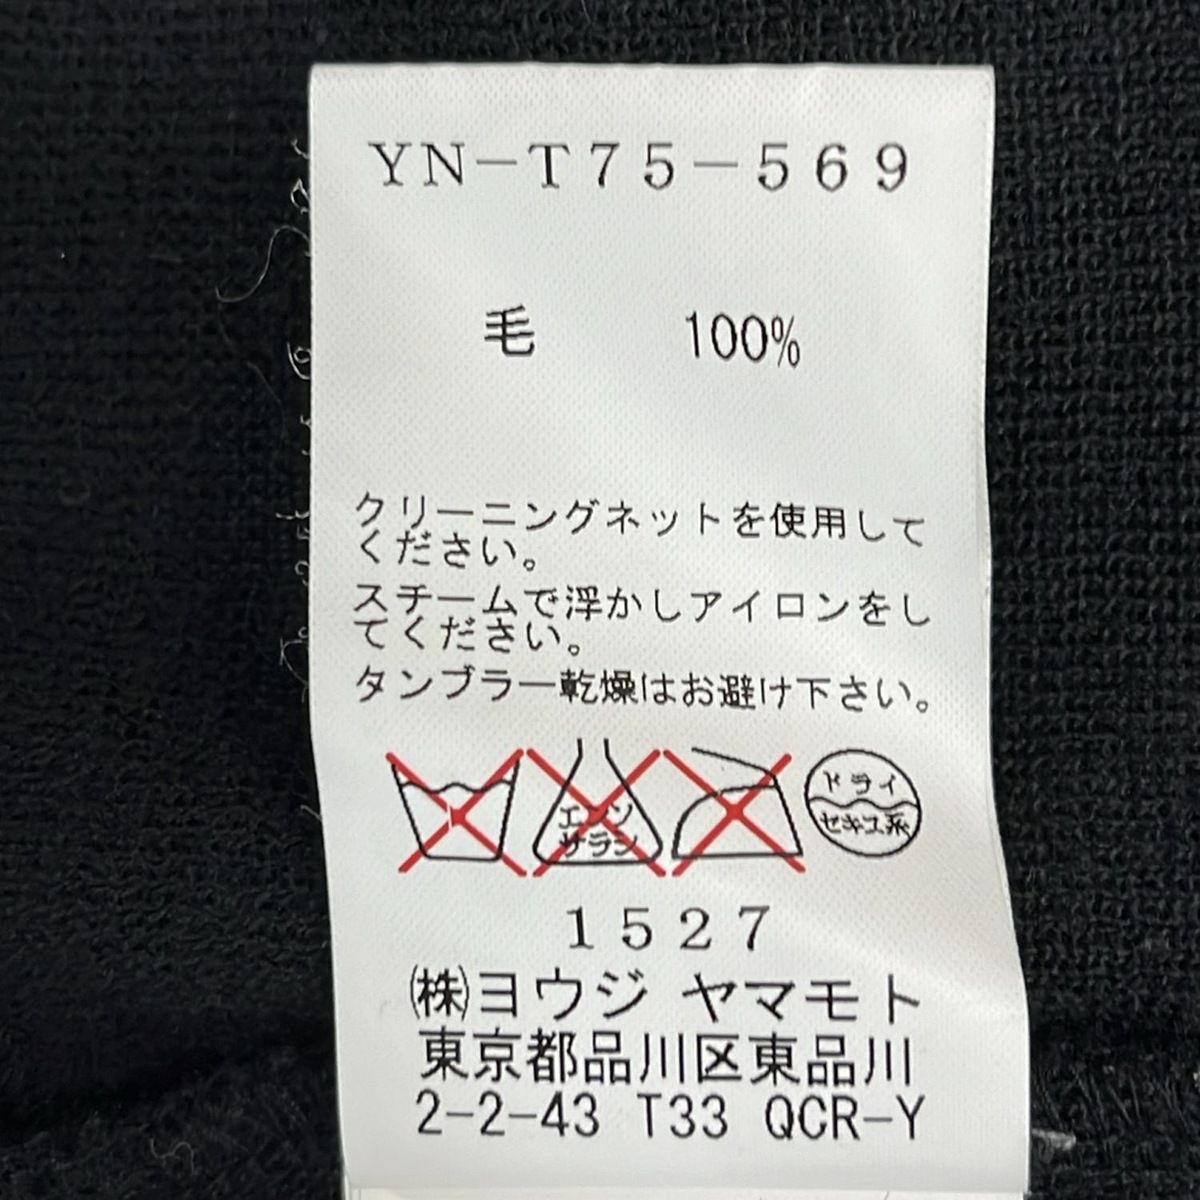 YN-T75-569
毛 100%
クリーニングネットを使用して
ください。
スチームで浮かしアイロンをし
てください。
タンブラー乾燥はお避け下さい。
エンソ
サラシ
ドライ
セキユ系
1527
㈱ヨウジ ヤマモト
東京都品川区東品川
2-2-43 T33 QCR-Y